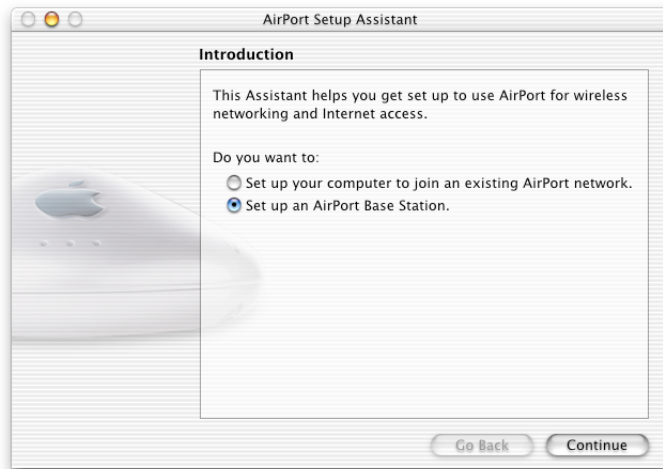 AirPort Setup Assistant
Introduction
This Assistant helps you get set up to use AirPort for wireless
networking and Internet access.
Do you want to:
Set up your computer to join an existing AirPort network.
Set up an AirPort Base Station.
Go Back
Continue